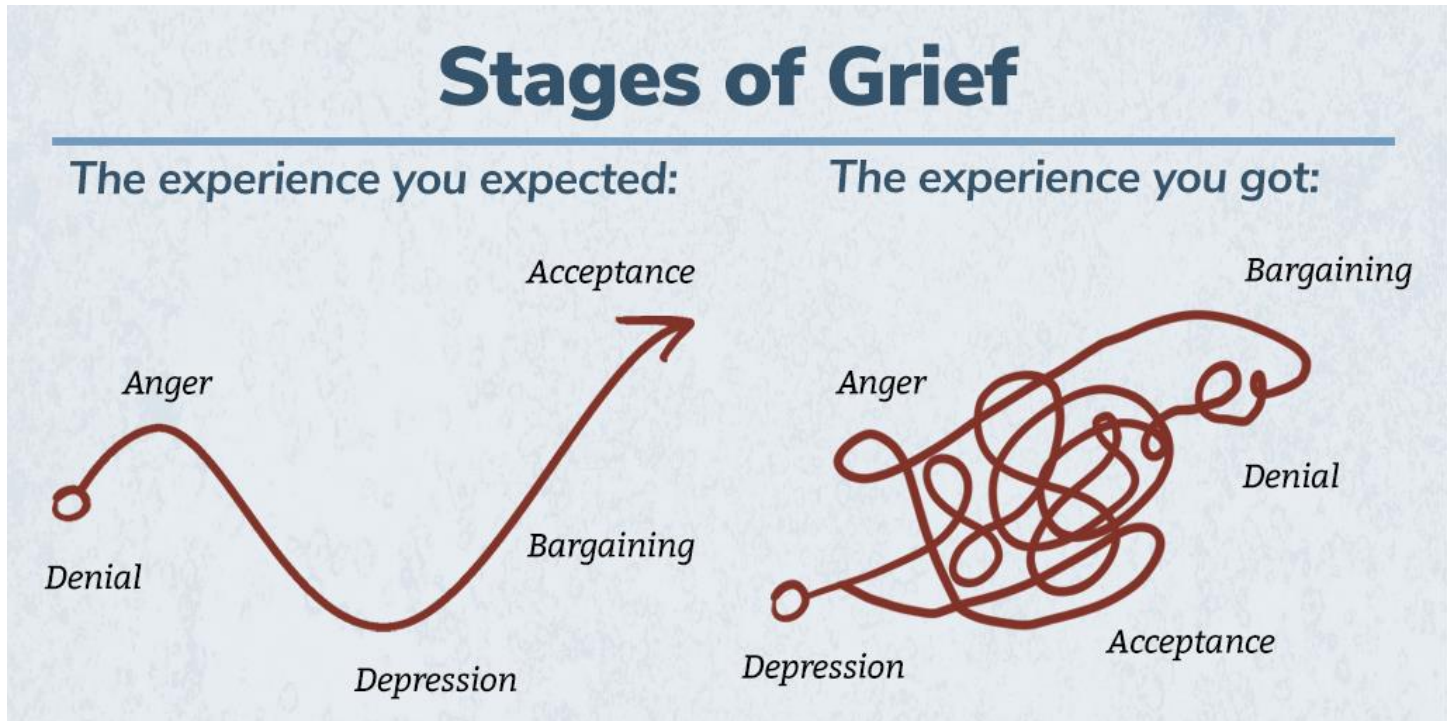 Stages of Grief
The experience you expected:
Acceptance
Anger
Bargaining
Denial
Depression
The experience you got:
Bargaining
Anger
Denial
Acceptance
Depression